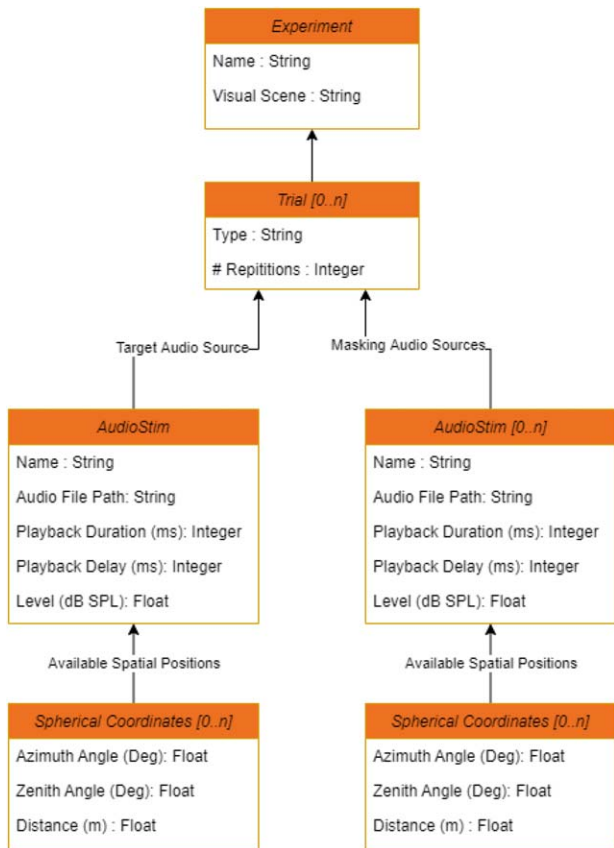 Experiment
Name : String
Visual Scene : String
Trial [0..n]
Type : String
# Repititions : Integer
Target Audio Source
Masking Audio Sources
AudioStim
Name : String
Audio File Path: String
Playback Duration (ms): Integer
Playback Delay (ms): Integer
Level (dB SPL): Float
AudioStim [0..n]
Name : String
Audio File Path: String
Playback Duration (ms): Integer
Playback Delay (ms): Integer
Level (dB SPL): Float
Available Spatial Positions
Available Spatial Positions
Spherical Coordinates [0..n]
Azimuth Angle (Deg): Float
Zenith Angle (Deg): Float
Distance (m) : Float
Spherical Coordinates [0..n]
Azimuth Angle (Deg): Float
Zenith Angle (Deg): Float
Distance (m) : Float